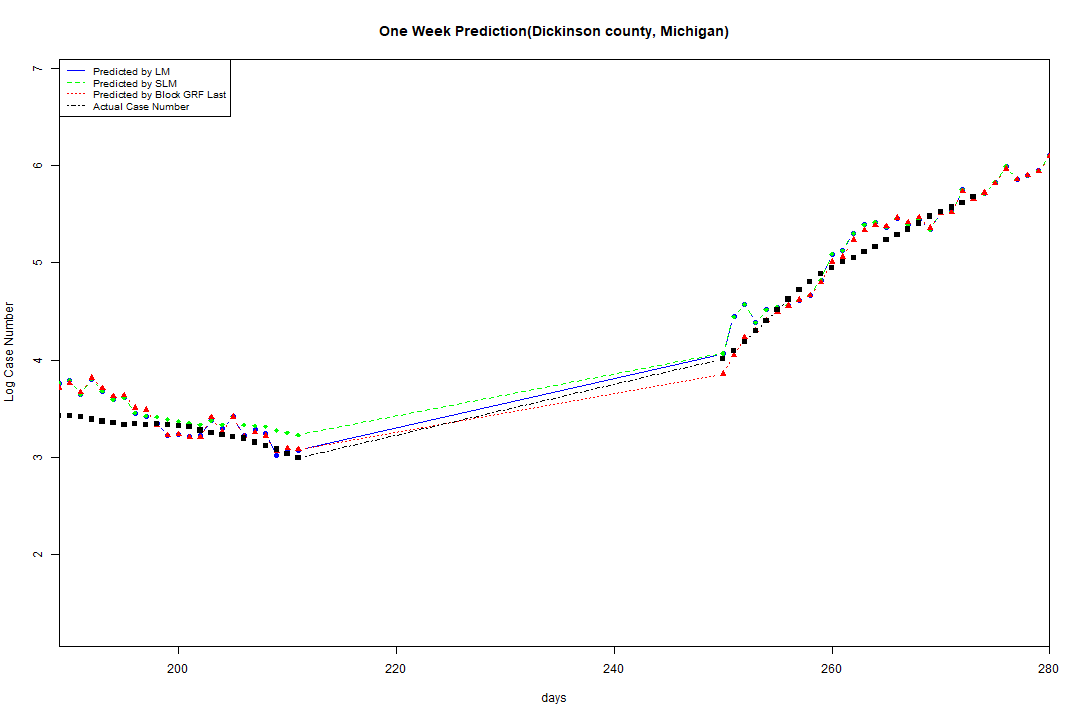 One Week Prediction(Dickinson county, Michigan)
Predicted by LM
Predicted by SLM
Predicted by Block GRF Last
Actual Case Number
7
6
5
4
3
2
Log Case Number
200
220
240
260
280
days